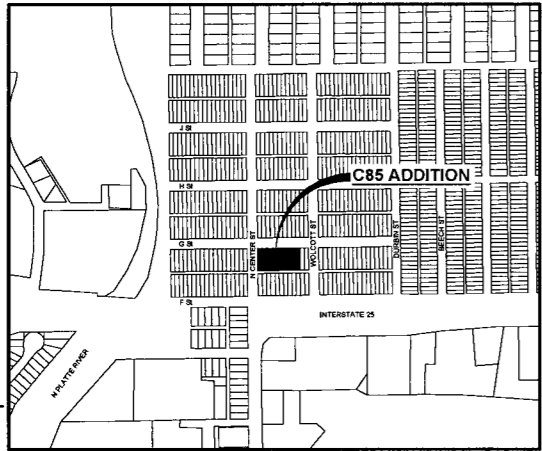 J St
H St
C85 ADDITION
G St
N CENTER ST
WOLCOTT ST
DURBIN ST
BEECH ST
F St
INTERSTATE 25
N PLATTE RIVER